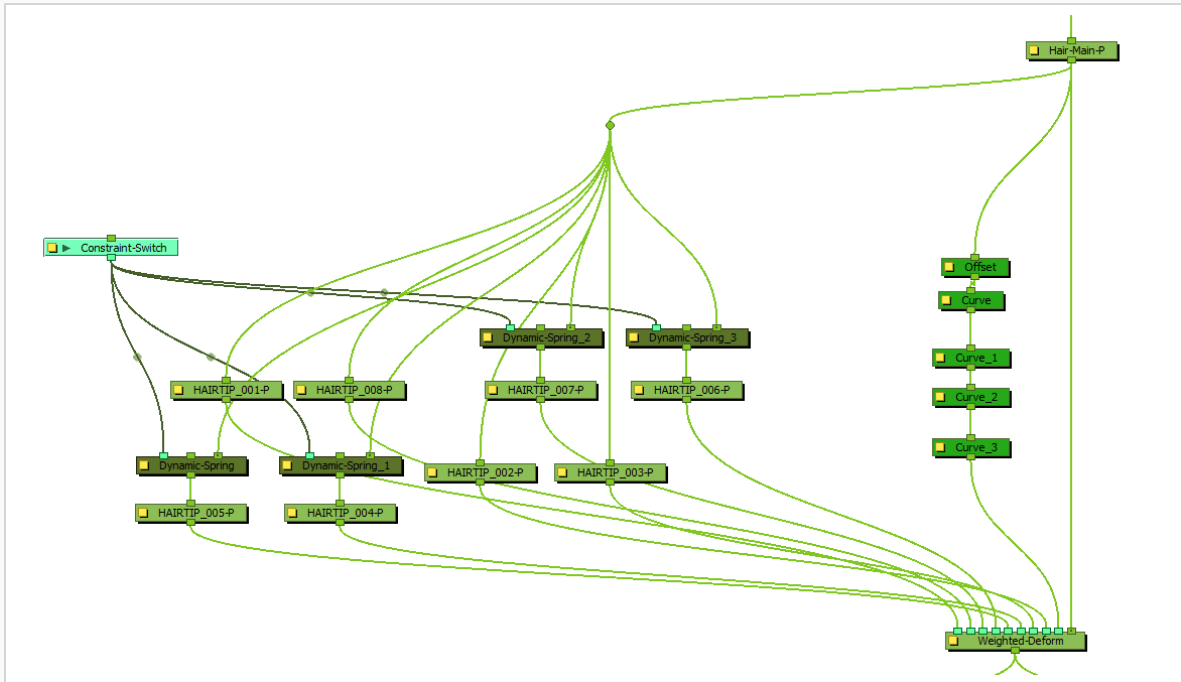 Hair-Main-P
Constraint-Switch
Offset
Curve
Dynamic-Spring_2
Dynamic-Spring_3
Curve_1
HAIRTIP_001-P
HAIRTIP_008-P
HAIRTIP_007-P
HAIRTIP_006-P
Curve_2
Curve_3
Dynamic-Spring
Dynamic-Spring_1
HAIRTIP_002-P
HAIRTIP_003-P
HAIRTIP_005-P
HAIRTIP_004-P
Weighted-Deform